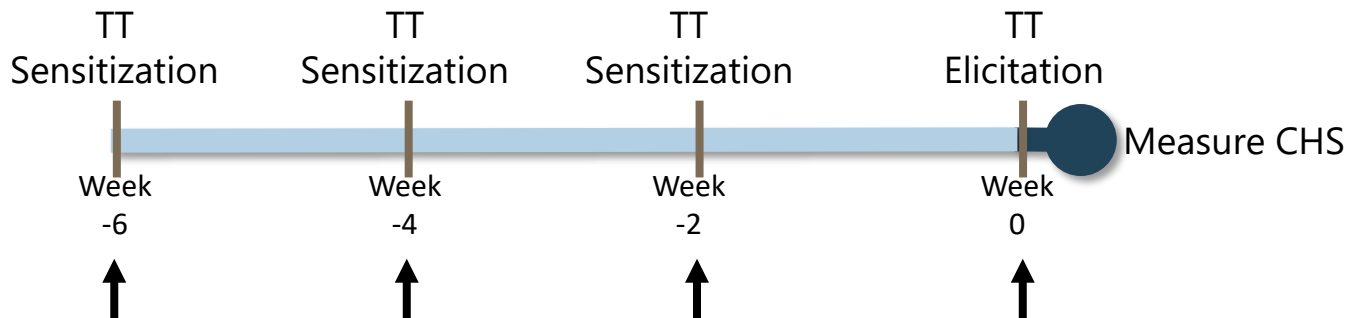 TT
Sensitization
TT
Sensitization
TT
Sensitization
TT
Elicitation
Measure CHS
Week
-6
Week
-4
Week
-2
Week
0